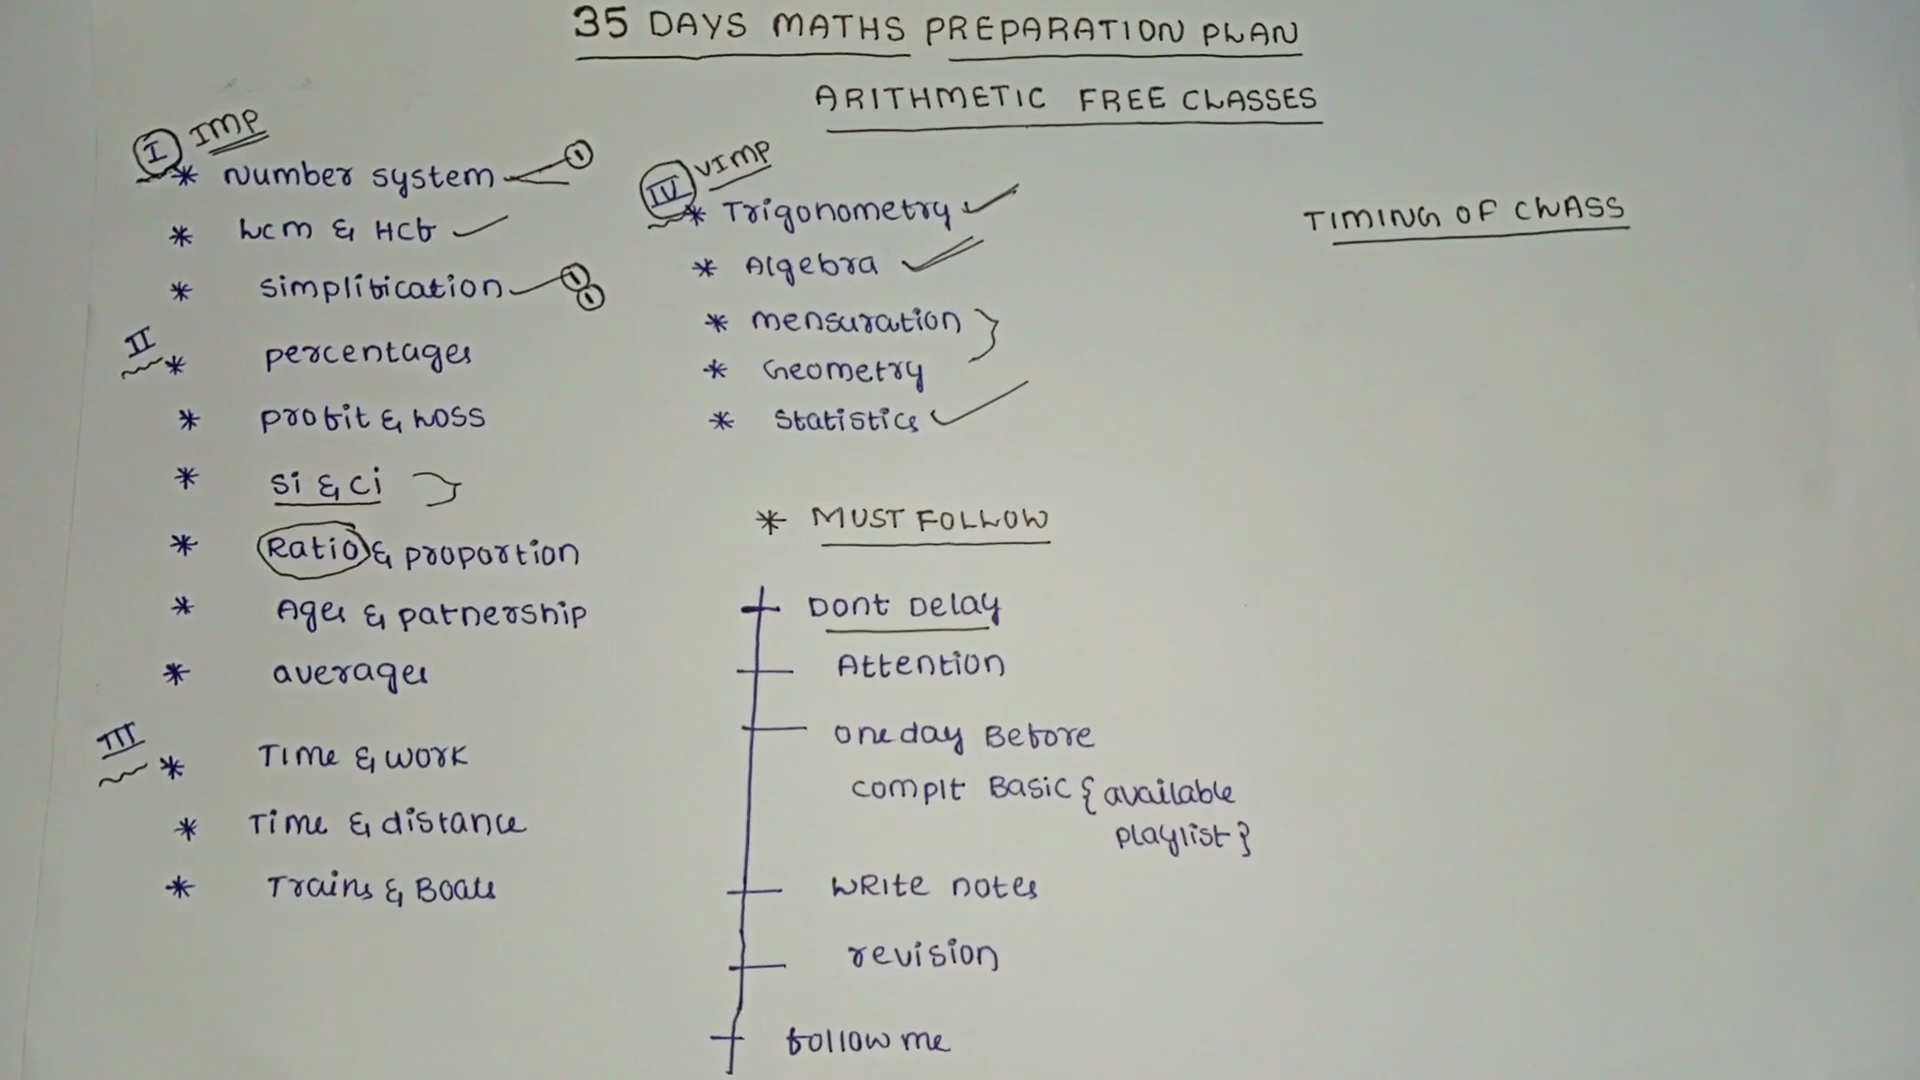 35 DAYS MATHS PREPARATION PLAN
ARITHMETIC FREE CLASSES
I IMP
* Number system 1
* Lcm & HCf
* simplification 1 1
II
* percentages
* profit & Loss
* Si & Ci
* Ratio & proportion
* Ages & patnership
* averages
III
* Time & work
* Time & distance
* Trains & Boats
IV VIMP
* Trigonometry
* Algebra
* mensuration
* Geometry
* Statistics
* MUST FOLLOW
Dont Delay
Attention
one day Before
complt Basic { available
playlist }
write notes
revision
follow me
TIMING OF CLASS